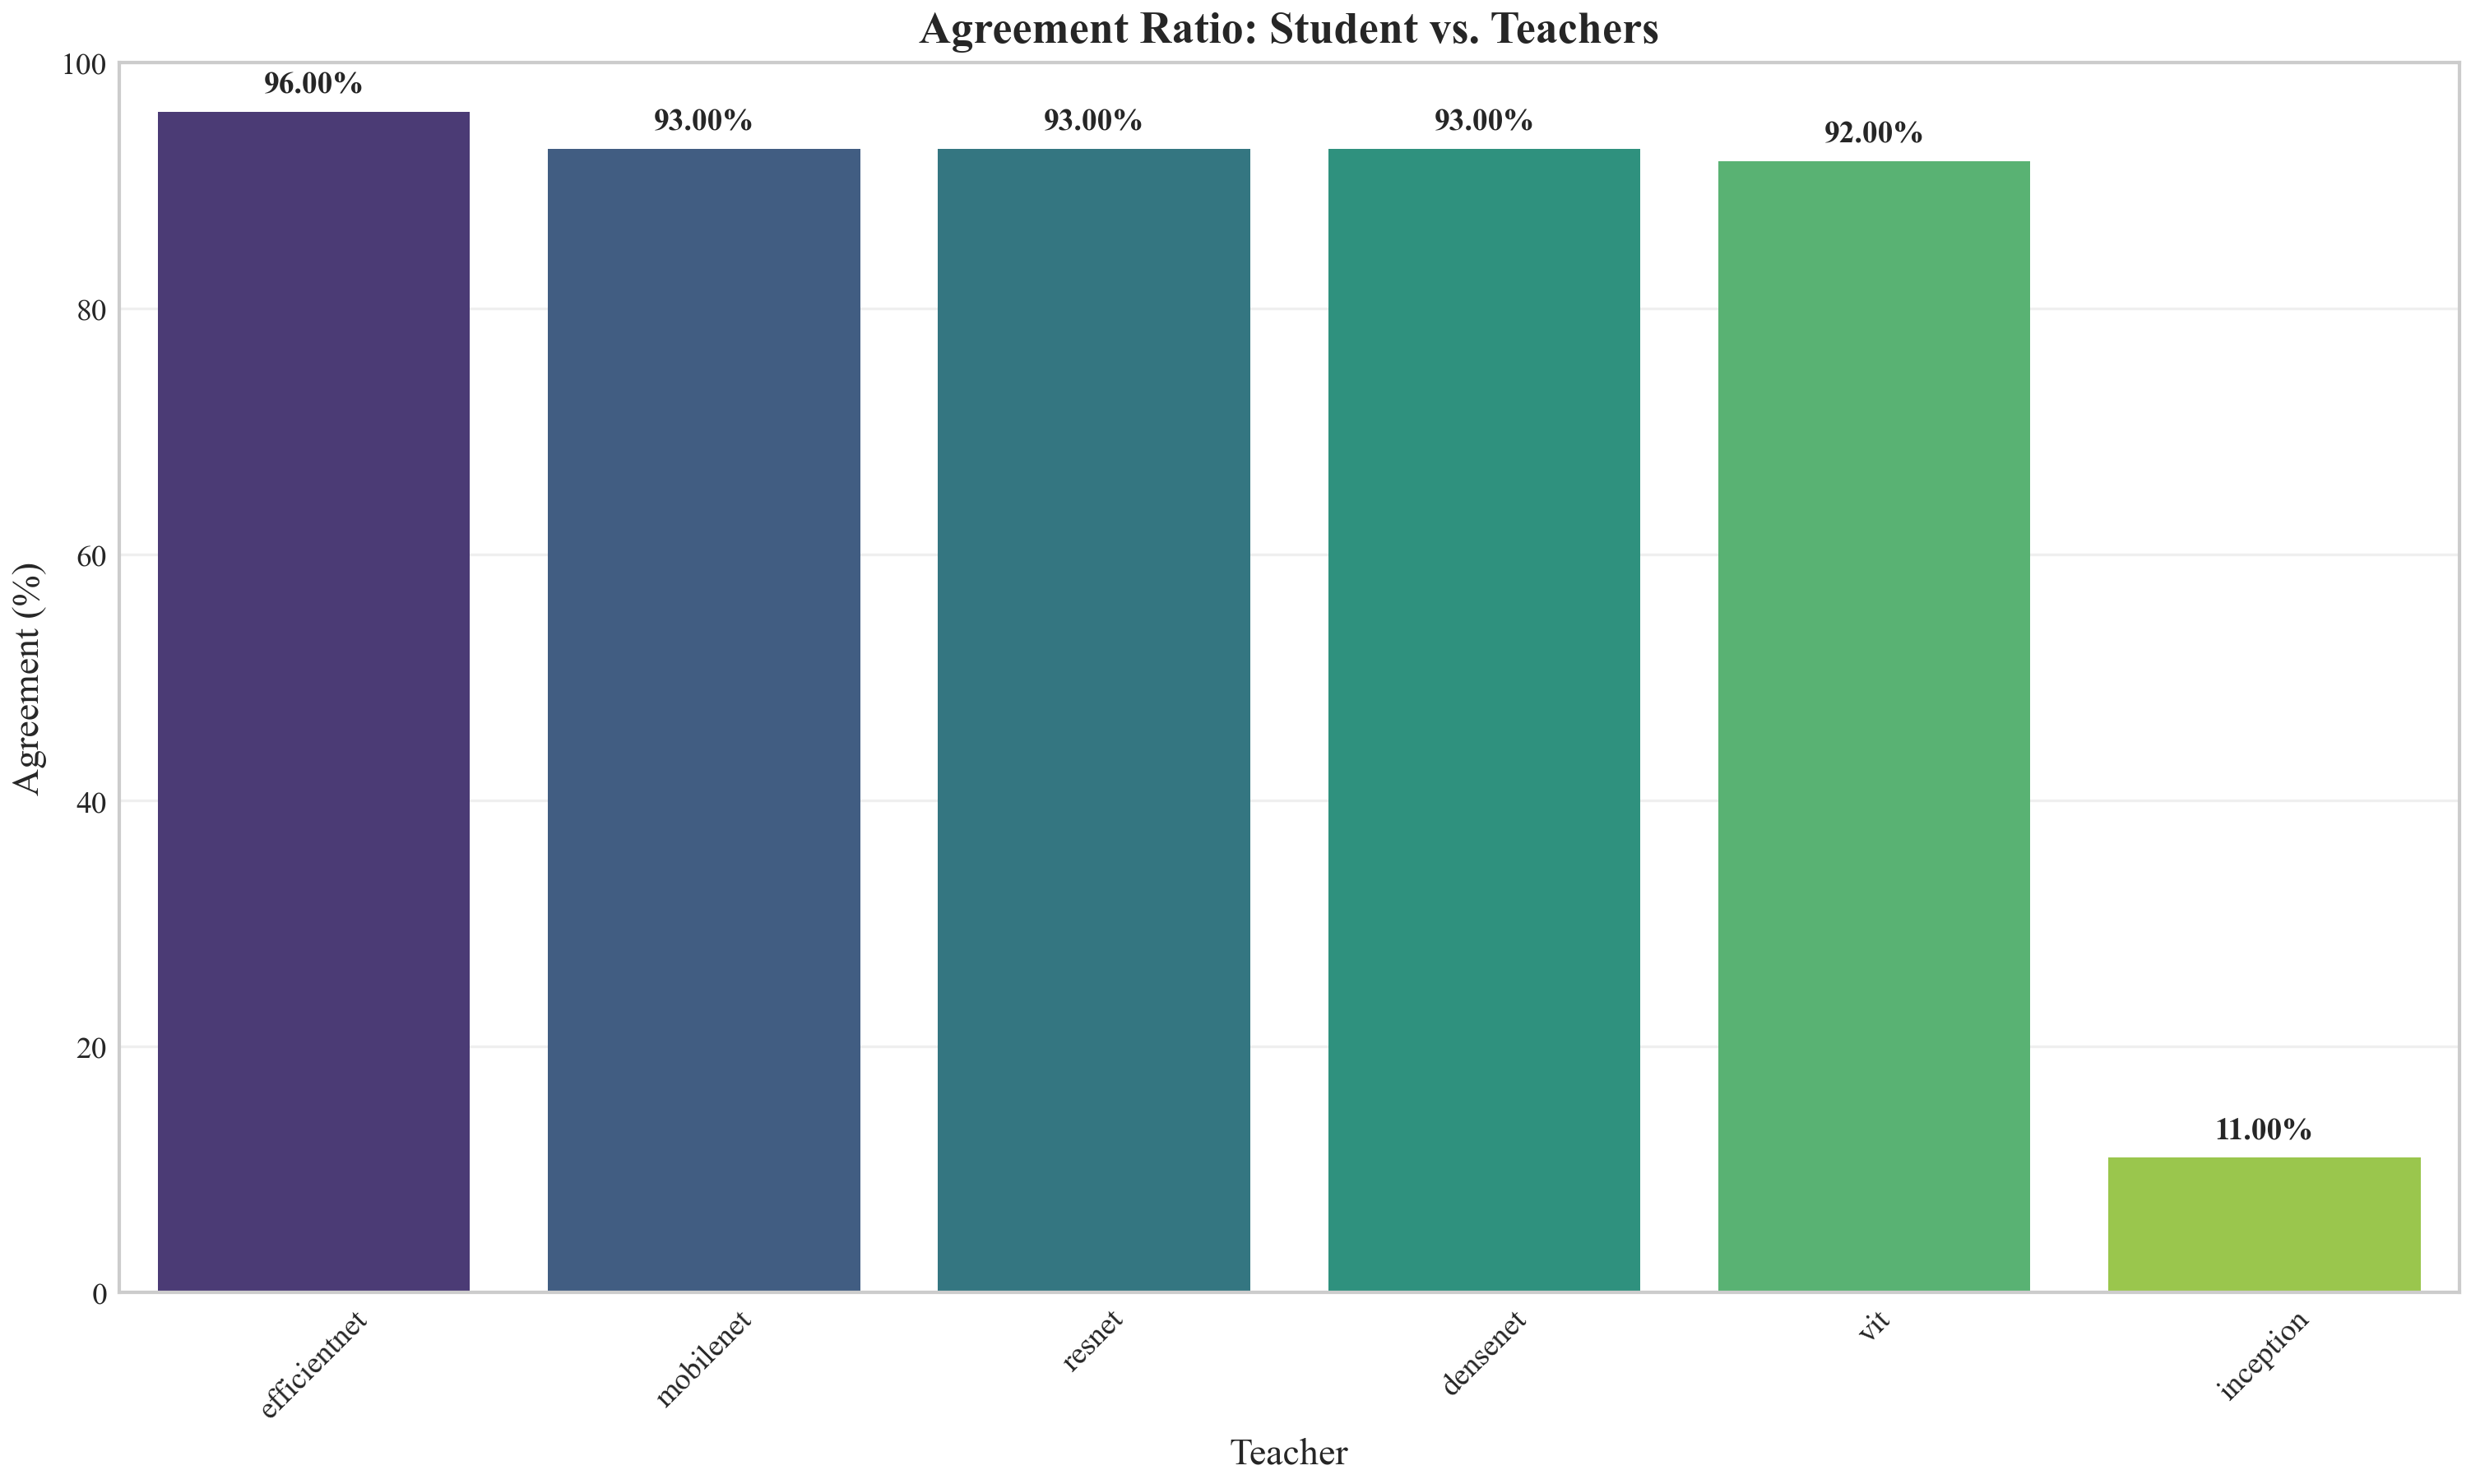 Agreement Ratio: Student vs. Teachers
100
80
60
40
20
0
Agreement (%)
96.00%
93.00%
93.00%
93.00%
92.00%
11.00%
efficientnet
mobilenet
resnet
densenet
vit
inception
Teacher